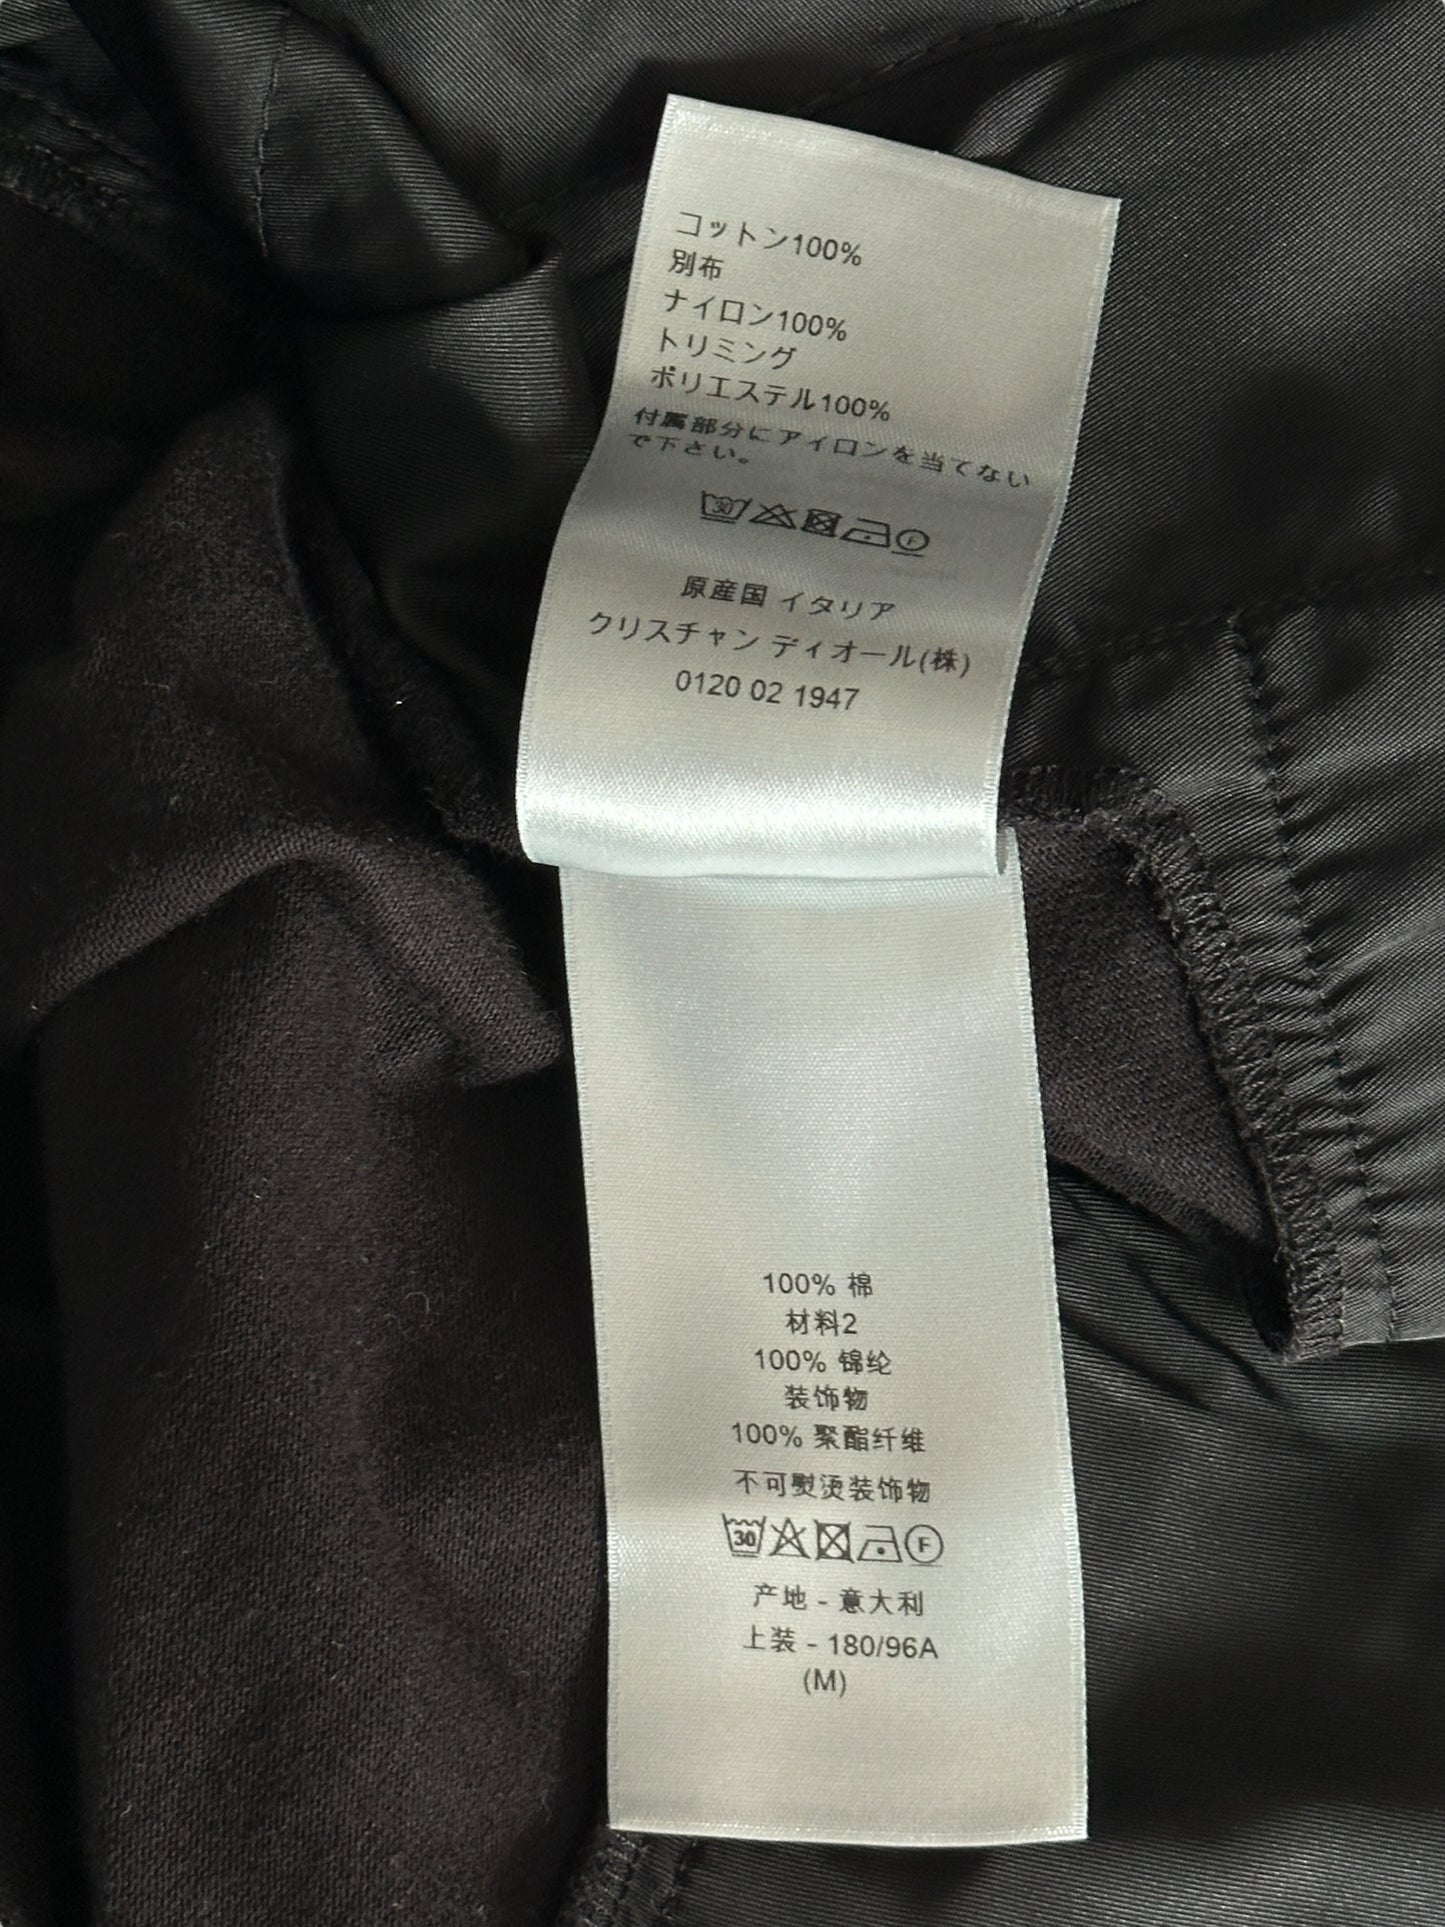 コットン100%
別布
ナイロン100%
トリミング
ポリエステル100%
付属部分にアイロンを当てない
で下さい。
30 F
原産国 イタリア
クリスチャン ディオール(株)
0120 02 1947
100% 棉
材料2
100% 锦纶
装饰物
100% 聚酯纤维
不可熨烫装饰物
30 F
产地 - 意大利
上装 - 180/96A
(M)